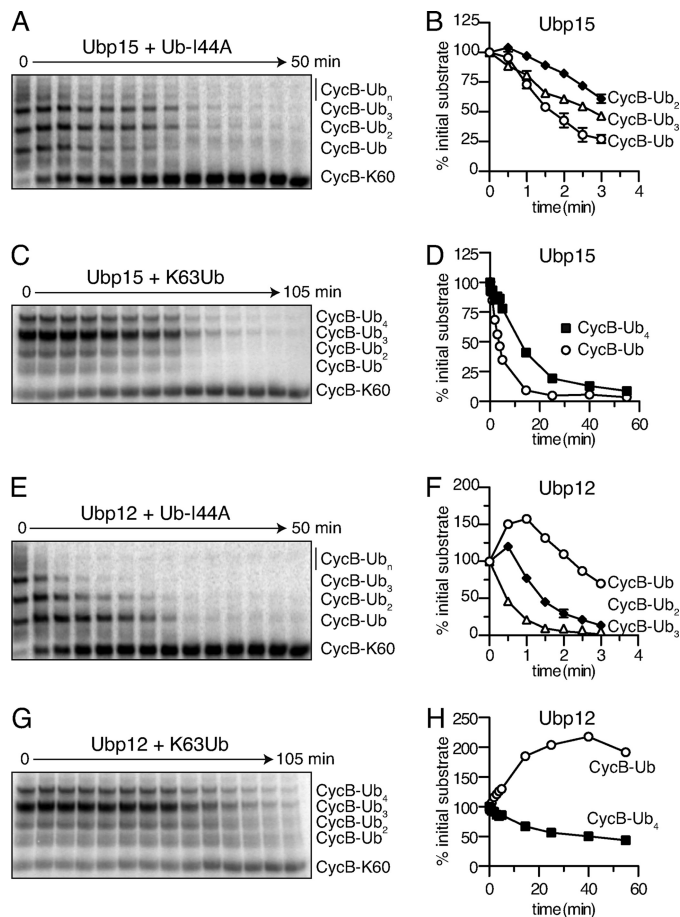 A
Ubp15 + Ub-I44A
0 50 min
CycB-Ubn
CycB-Ub3
CycB-Ub2
CycB-Ub
CycB-K60
B
Ubp15
125
100
75
50
25
0
% initial substrate
CycB-Ub2
CycB-Ub3
CycB-Ub
0 1 2 3 4
time(min)
C
Ubp15 + K63Ub
0 105 min
CycB-Ub4
CycB-Ub3
CycB-Ub2
CycB-Ub
CycB-K60
D
Ubp15
125
100
75
50
25
0
% initial substrate
CycB-Ub4
CycB-Ub
0 20 40 60
time(min)
E
Ubp12 + Ub-I44A
0 50 min
CycB-Ubn
CycB-Ub3
CycB-Ub2
CycB-Ub
CycB-K60
F
Ubp12
200
150
100
50
0
% initial substrate
CycB-Ub
CycB-Ub2
CycB-Ub3
0 1 2 3 4
time(min)
G
Ubp12 + K63Ub
0 105 min
CycB-Ub4
CycB-Ub3
CycB-Ub2
CycB-Ub
CycB-K60
H
Ubp12
250
200
150
100
50
0
% initial substrate
CycB-Ub
CycB-Ub4
0 20 40 60
time(min)